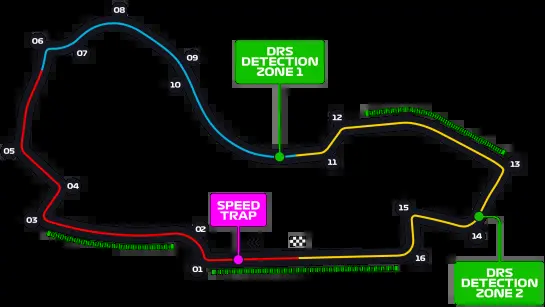 08
06
07
09
DRS
DETECTION
ZONE 1
10
12
05
11
13
04
SPEED
TRAP
03
15
02
14
16
01
DRS
DETECTION
ZONE 2